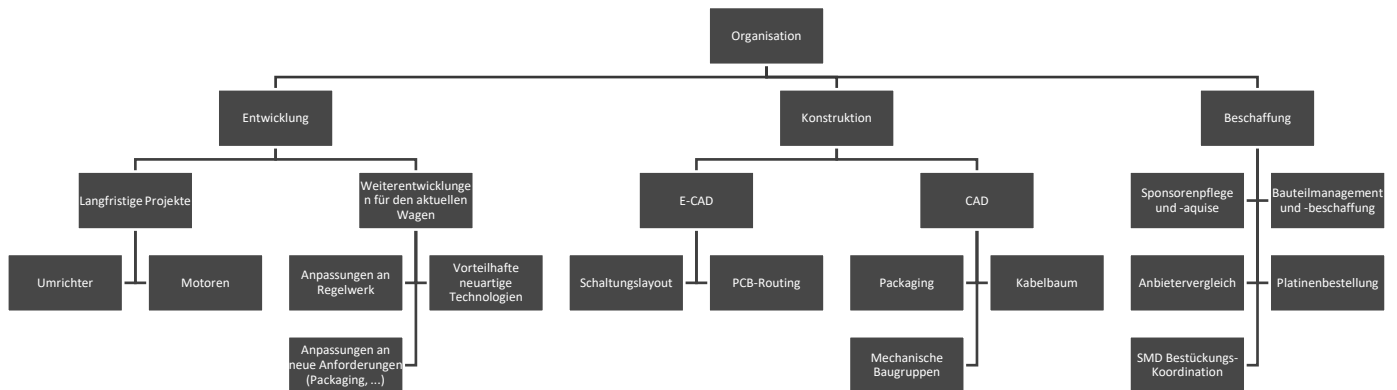 Organisation
Entwicklung
Konstruktion
Beschaffung
Langfristige Projekte
Weiterentwicklunge
n für den aktuellen
Wagen
E-CAD
CAD
Sponsorenpflege
und -aquise
Bauteilmanagement
und -beschaffung
Umrichter
Motoren
Anpassungen an
Regelwerk
Vorteilhafte
neuartige
Technologien
Schaltungslayout
PCB-Routing
Packaging
Kabelbaum
Anbietervergleich
Platinenbestellung
Anpassungen an
neue Anforderungen
(Packaging, ...)
Mechanische
Baugruppen
SMD Bestückungs-
Koordination